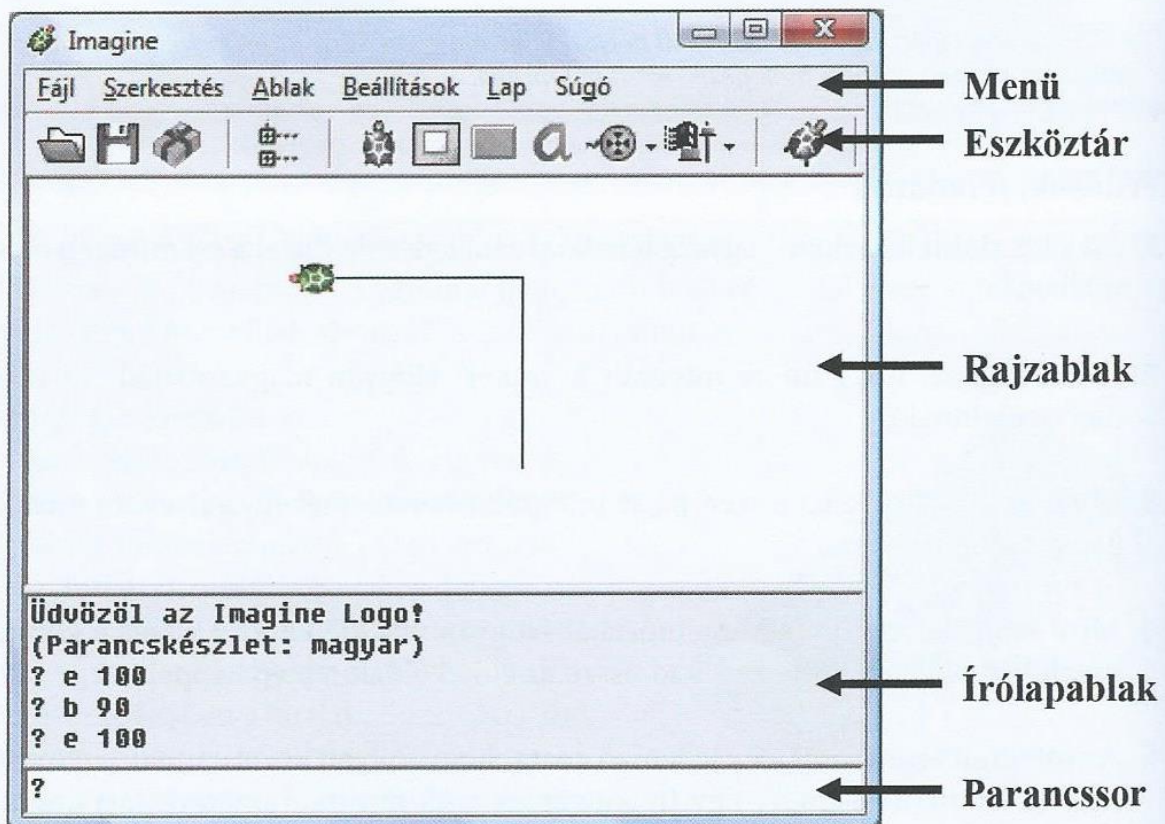 Imagine
Fájl Szerkesztés Ablak Beállítások Lap Súgó
Menü
Eszköztár
Rajzablak
Üdvözöl az Imagine Logo!
(Parancskészlet: magyar)
? e 100
? b 90
? e 100
Írólapablak
?
Parancssor